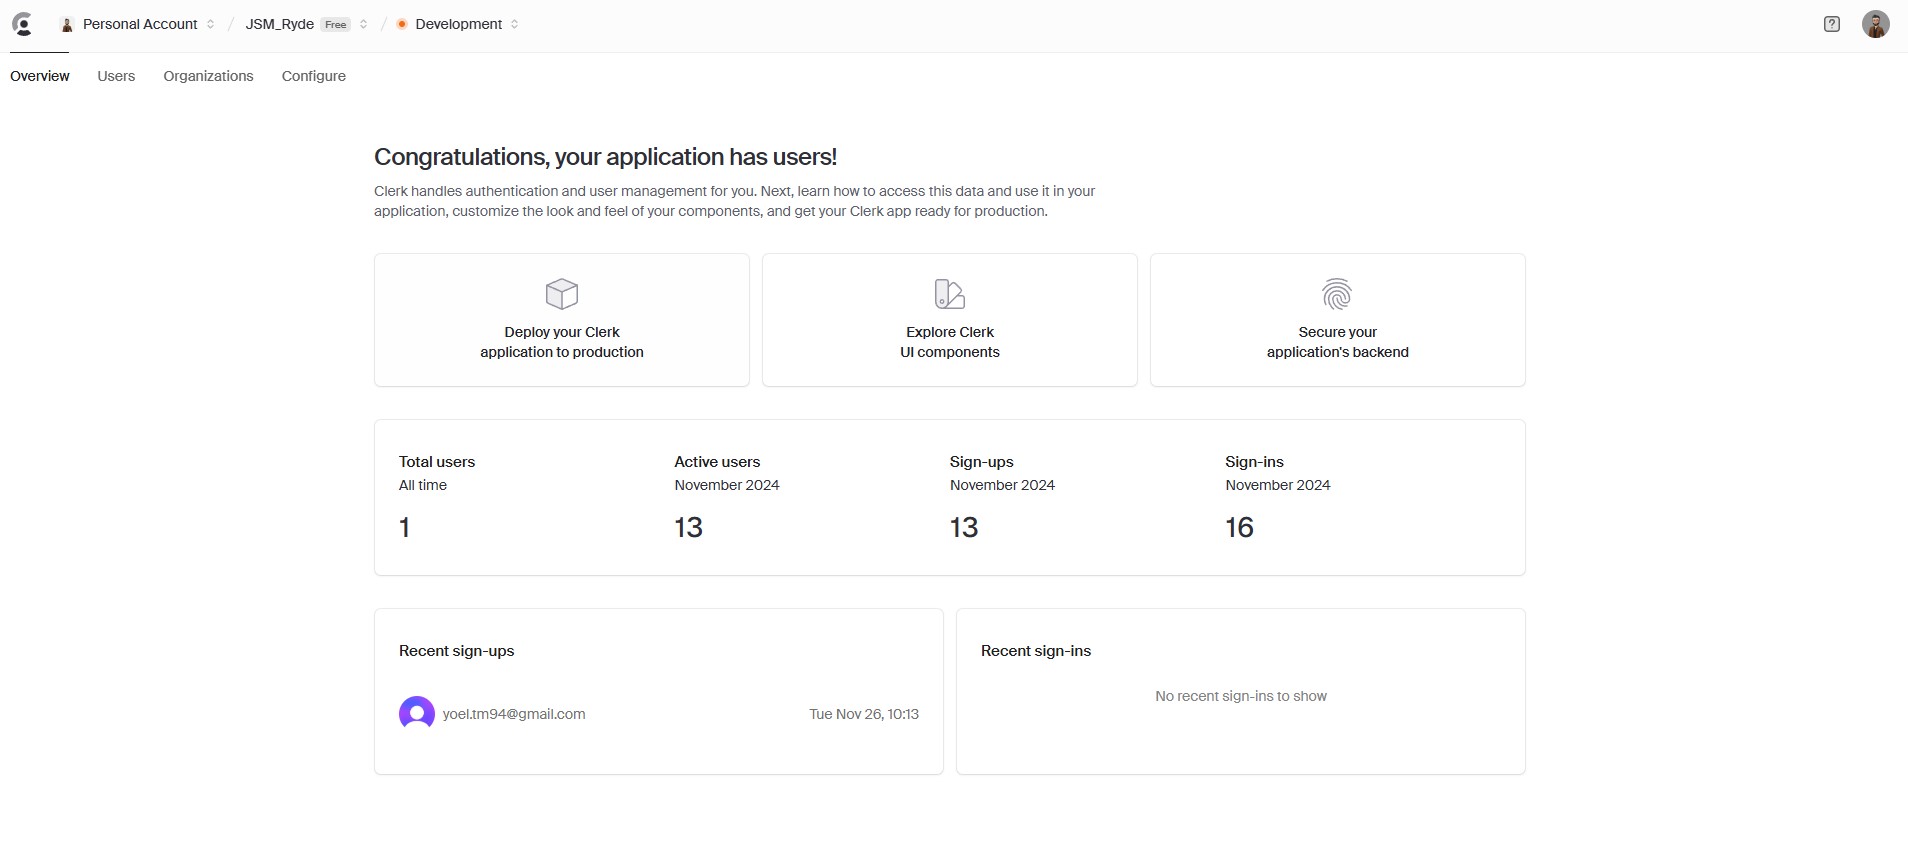 Personal Account / JSM_Ryde Free / Development
Overview Users Organizations Configure
Congratulations, your application has users!
Clerk handles authentication and user management for you. Next, learn how to access this data and use it in your
application, customize the look and feel of your components, and get your Clerk app ready for production.
Deploy your Clerk
application to production
Explore Clerk
UI components
Secure your
application's backend
Total users
All time
1
Active users
November 2024
13
Sign-ups
November 2024
13
Sign-ins
November 2024
16
Recent sign-ups
yoel.tm94@gmail.com Tue Nov 26, 10:13
Recent sign-ins
No recent sign-ins to show